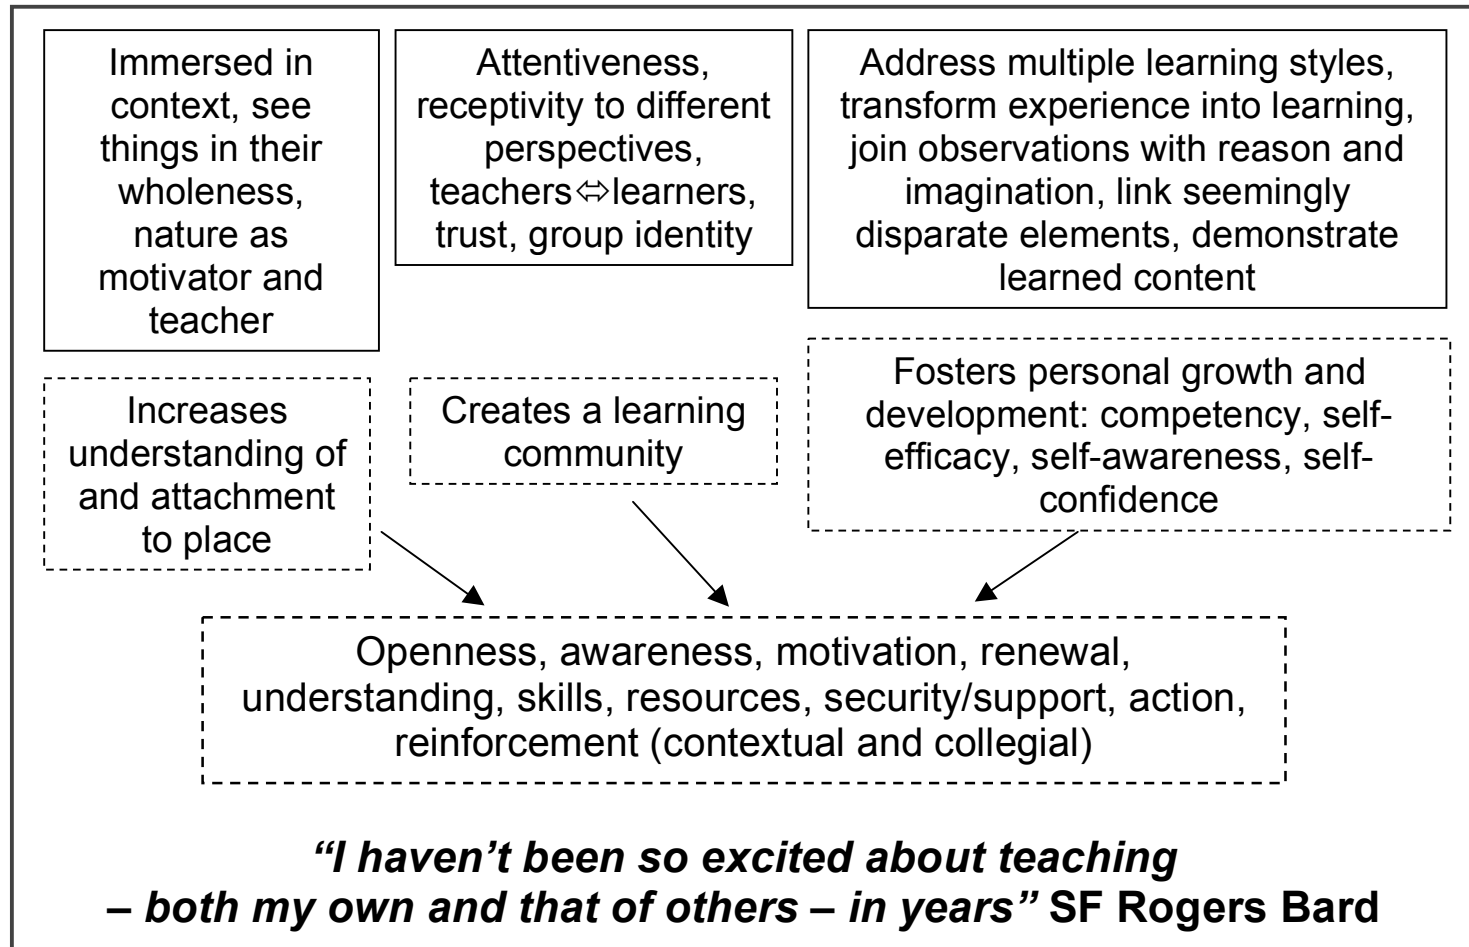 Immersed in
context, see
things in their
wholeness,
nature as
motivator and
teacher
Attentiveness,
receptivity to different
perspectives,
teachers⇔learners,
trust, group identity
Address multiple learning styles,
transform experience into learning,
join observations with reason and
imagination, link seemingly
disparate elements, demonstrate
learned content
Increases
understanding of
and attachment
to place
Creates a learning
community
Fosters personal growth and
development: competency, self-
efficacy, self-awareness, self-
confidence
Openness, awareness, motivation, renewal,
understanding, skills, resources, security/support, action,
reinforcement (contextual and collegial)
“I haven’t been so excited about teaching
– both my own and that of others – in years” SF Rogers Bard